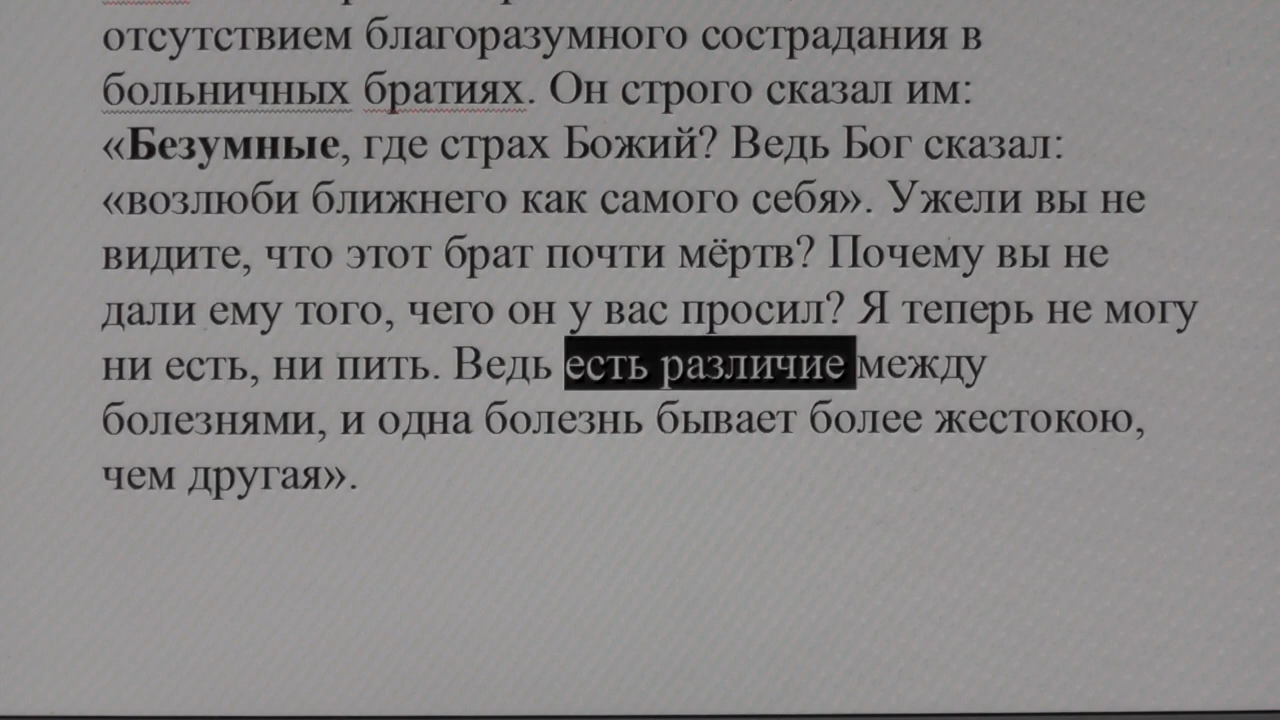 отсутствием благоразумного сострадания в
больничных братиях. Он строго сказал им:
«Безумные, где страх Божий? Ведь Бог сказал:
«возлюби ближнего как самого себя». Ужели вы не
видите, что этот брат почти мёртв? Почему вы не
дали ему того, чего он у вас просил? Я теперь не могу
ни есть, ни пить. Ведь есть различие между
болезнями, и одна болезнь бывает более жестокою,
чем другая».